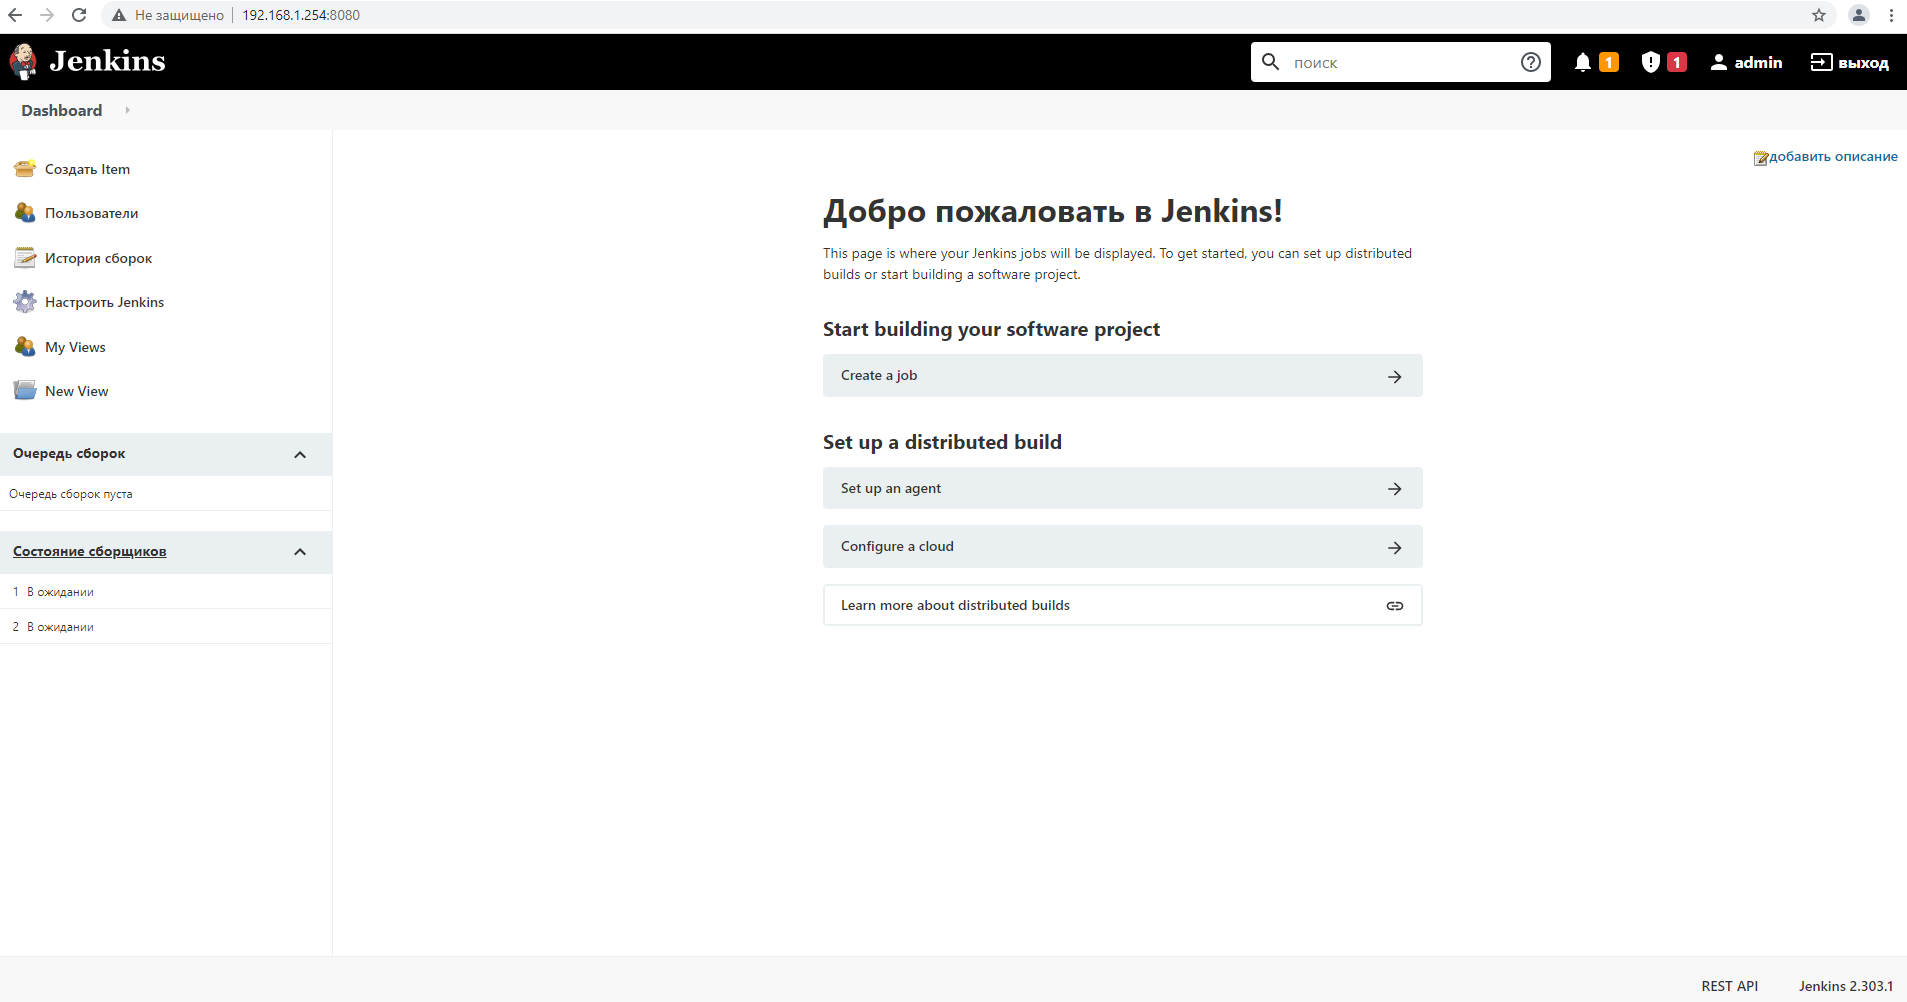 Не защищено 192.168.1.254:8080
Jenkins
поиск
1
1
admin
выход
Dashboard
Создать Item
Пользователи
История сборок
Настроить Jenkins
My Views
New View
Очередь сборок
Очередь сборок пуста
Состояние сборщиков
1 В ожидании
2 В ожидании
добавить описание
Добро пожаловать в Jenkins!
This page is where your Jenkins jobs will be displayed. To get started, you can set up distributed
builds or start building a software project.
Start building your software project
Create a job
Set up a distributed build
Set up an agent
Configure a cloud
Learn more about distributed builds
REST API
Jenkins 2.303.1